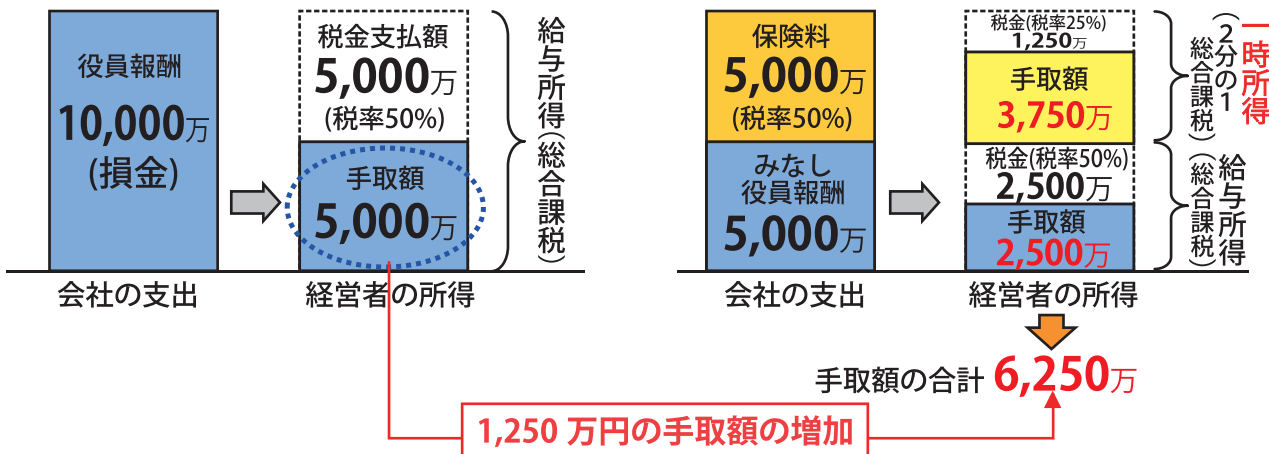 役員報酬
10,000万
(損金)
会社の支出
税金支払額
5,000万
(税率50%)
手取額
5,000万
経営者の所得
給与所得(総合課税)
保険料
5,000万
(税率50%)
みなし
役員報酬
5,000万
会社の支出
税金(税率25%)
1,250万
手取額
3,750万
税金(税率50%)
2,500万
手取額
2,500万
経営者の所得
一時所得
(2分の1
総合課税)
給与所得
(総合課税)
手取額の合計 6,250万
1,250 万円の手取額の増加